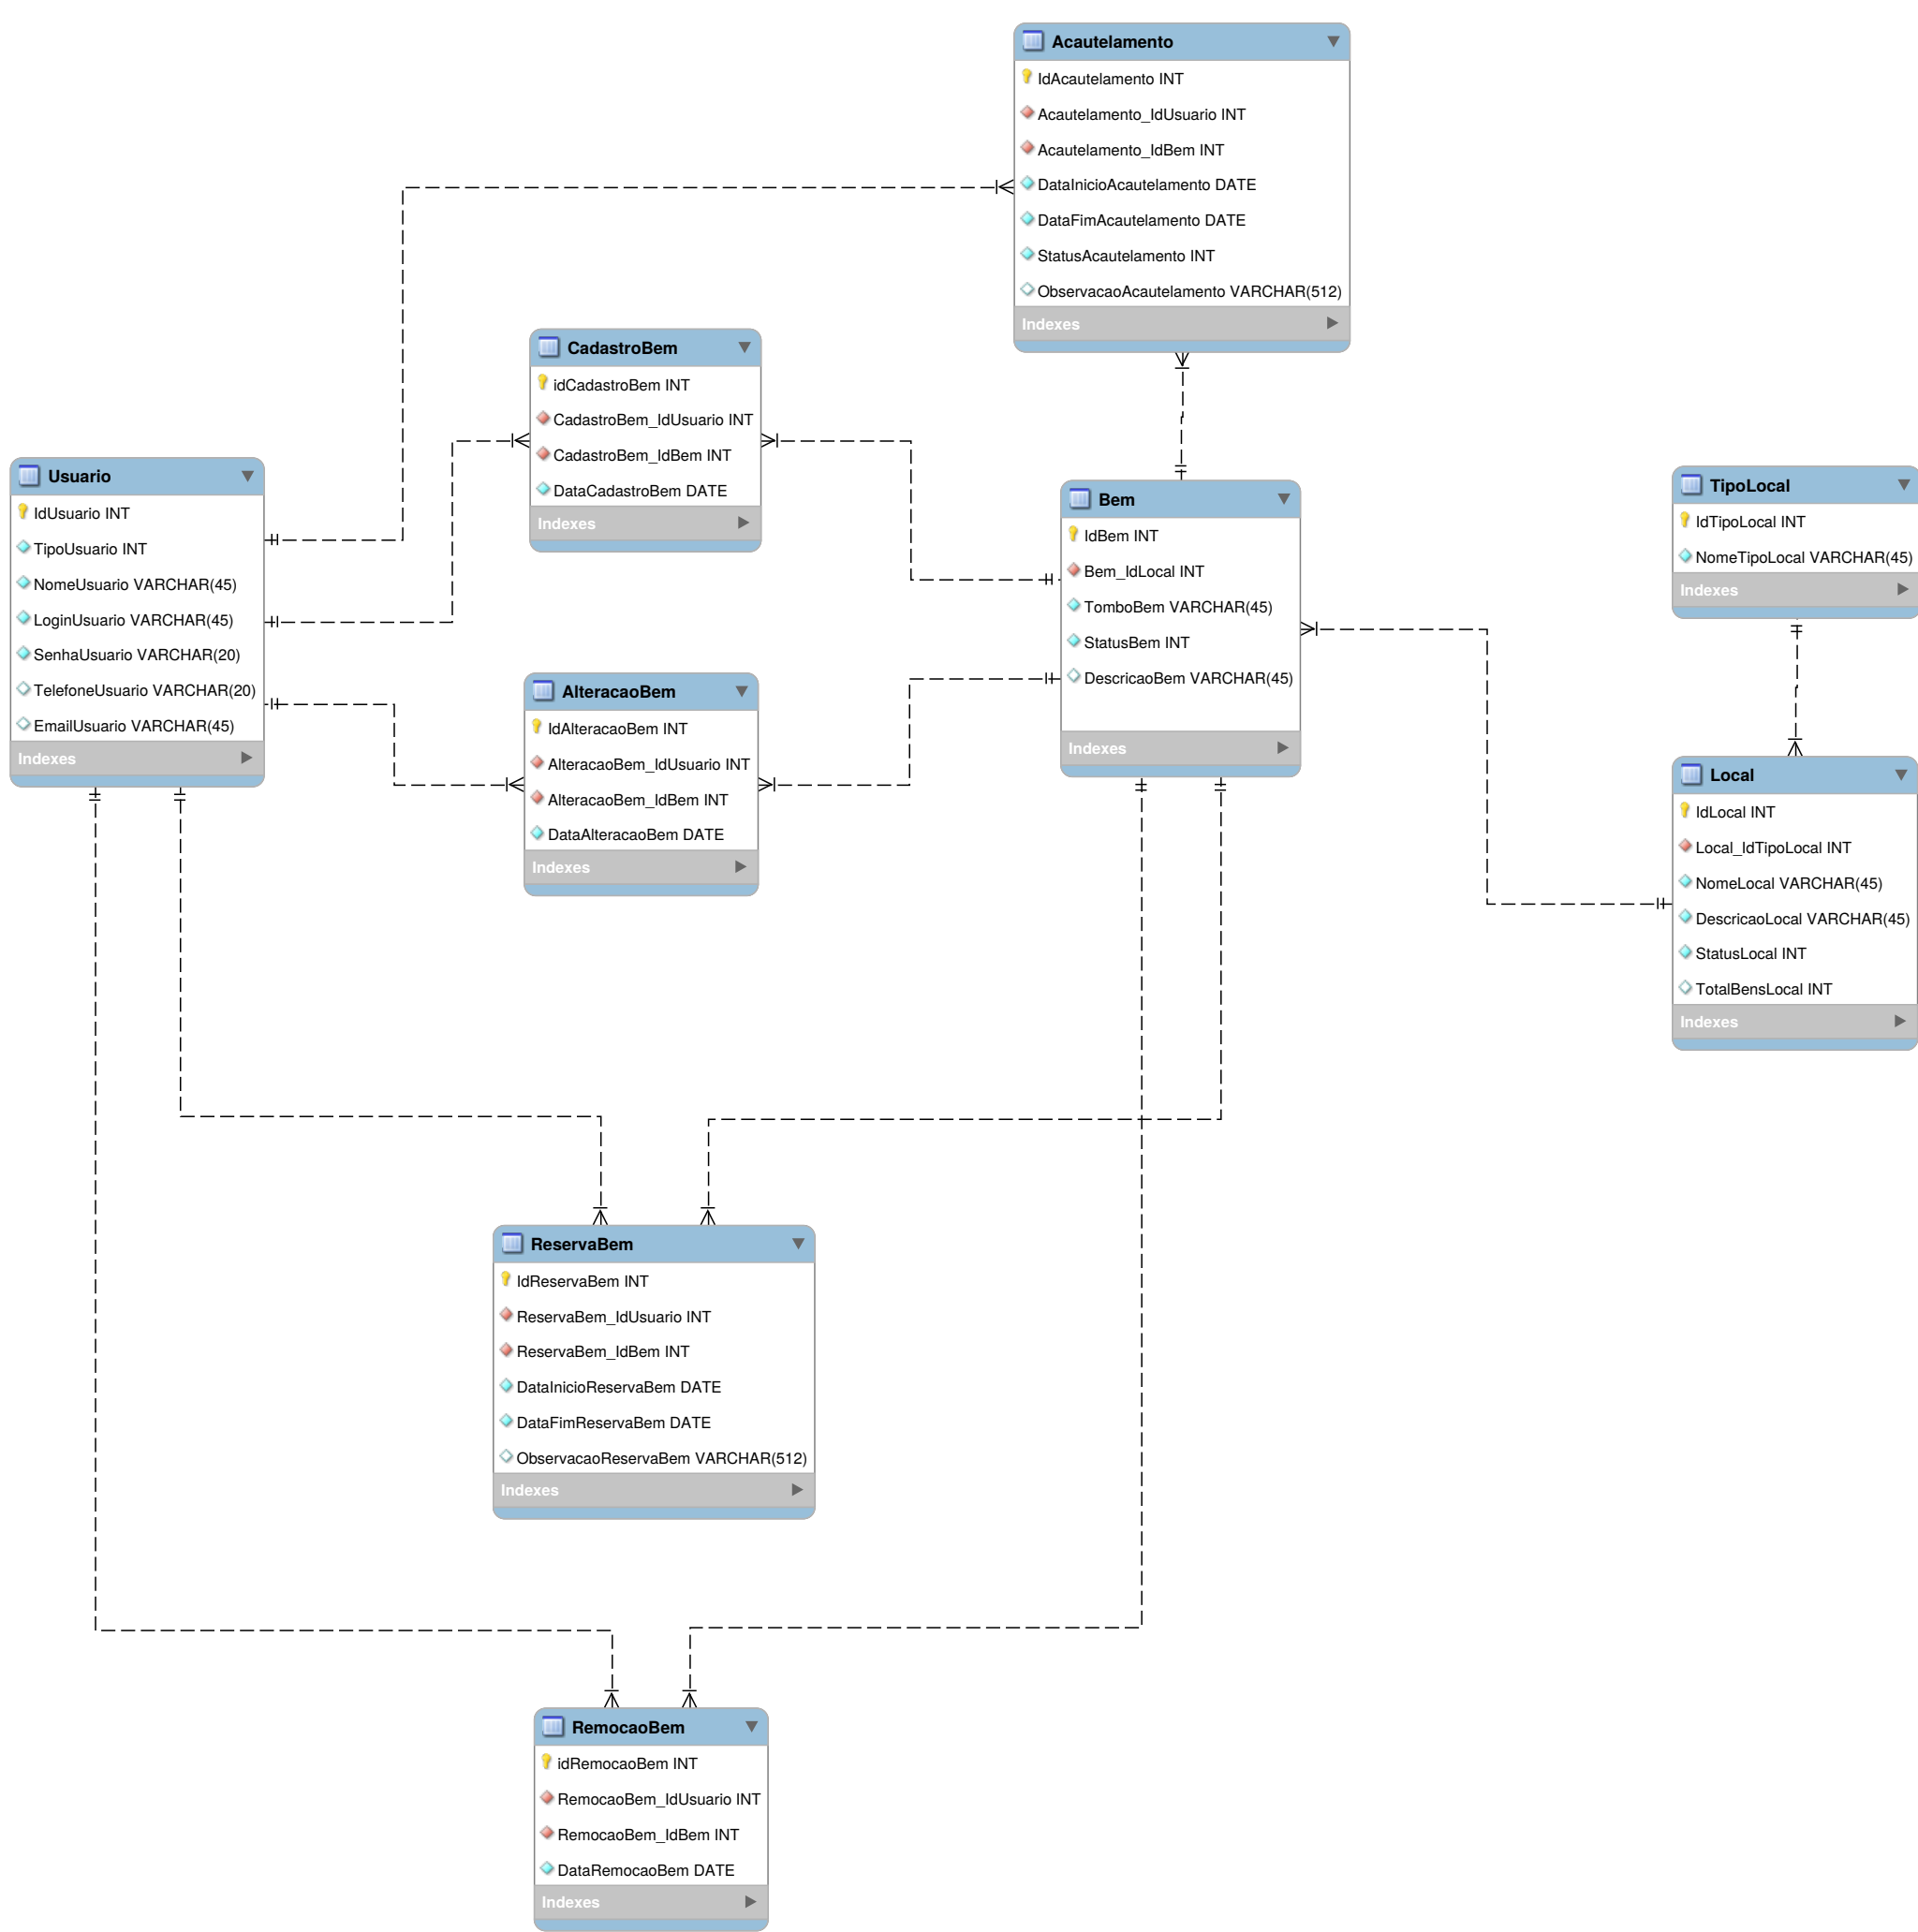 Acautelamento
IdAcautelamento INT
Acautelamento_IdUsuario INT
Acautelamento_IdBem INT
DataInicioAcautelamento DATE
DataFimAcautelamento DATE
StatusAcautelamento INT
ObservacaoAcautelamento VARCHAR(512)
Indexes
CadastroBem
idCadastroBem INT
CadastroBem_IdUsuario INT
CadastroBem_IdBem INT
DataCadastroBem DATE
Indexes
Usuario
IdUsuario INT
TipoUsuario INT
NomeUsuario VARCHAR(45)
LoginUsuario VARCHAR(45)
SenhaUsuario VARCHAR(20)
TelefoneUsuario VARCHAR(20)
EmailUsuario VARCHAR(45)
Indexes
AlteracaoBem
IdAlteracaoBem INT
AlteracaoBem_IdUsuario INT
AlteracaoBem_IdBem INT
DataAlteracaoBem DATE
Indexes
Bem
IdBem INT
Bem_IdLocal INT
TomboBem VARCHAR(45)
StatusBem INT
DescricaoBem VARCHAR(45)
Indexes
TipoLocal
IdTipoLocal INT
NomeTipoLocal VARCHAR(45)
Indexes
Local
IdLocal INT
Local_IdTipoLocal INT
NomeLocal VARCHAR(45)
DescricaoLocal VARCHAR(45)
StatusLocal INT
TotalBensLocal INT
Indexes
ReservaBem
IdReservaBem INT
ReservaBem_IdUsuario INT
ReservaBem_IdBem INT
DataInicioReservaBem DATE
DataFimReservaBem DATE
ObservacaoReservaBem VARCHAR(512)
Indexes
RemocaoBem
idRemocaoBem INT
RemocaoBem_IdUsuario INT
RemocaoBem_IdBem INT
DataRemocaoBem DATE
Indexes